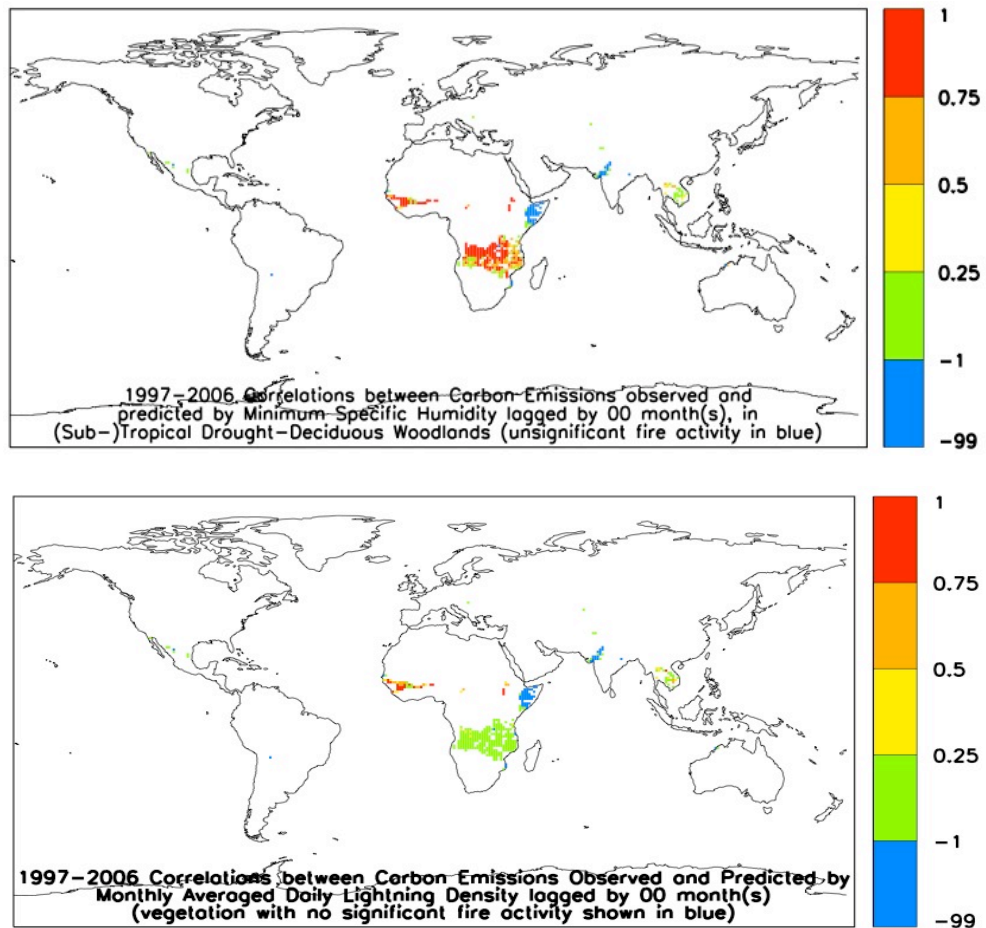 1
0.75
0.5
0.25
-1
-99
1997-2006 Correlations between Carbon Emissions observed and
predicted by Minimum Specific Humidity lagged by 00 month(s), in
(Sub-)Tropical Drought-Deciduous Woodlands (unsignificant fire activity in blue)
1
0.75
0.5
0.25
-1
-99
1997-2006 Correlations between Carbon Emissions Observed and Predicted by
Monthly Averaged Daily Lightning Density lagged by 00 month(s)
(vegetation with no significant fire activity shown in blue)